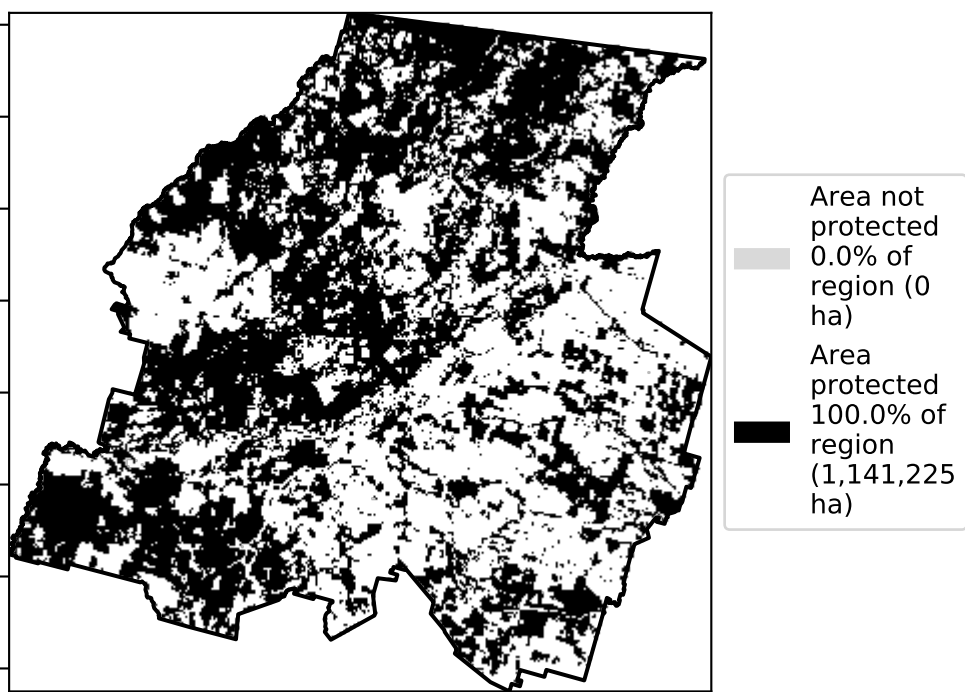 Area not
protected
0.0% of
region (0
ha)
Area
protected
100.0% of
region
(1,141,225
ha)